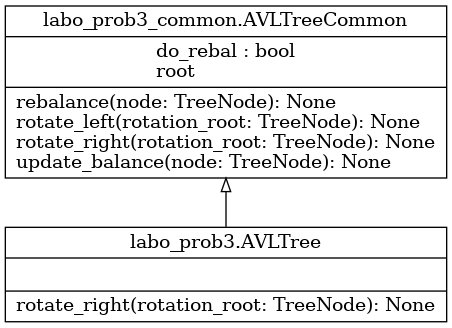 labo_prob3_common.AVLTreeCommon
do_rebal : bool
root
rebalance(node: TreeNode): None
rotate_left(rotation_root: TreeNode): None
rotate_right(rotation_root: TreeNode): None
update_balance(node: TreeNode): None
labo_prob3.AVLTree
rotate_right(rotation_root: TreeNode): None